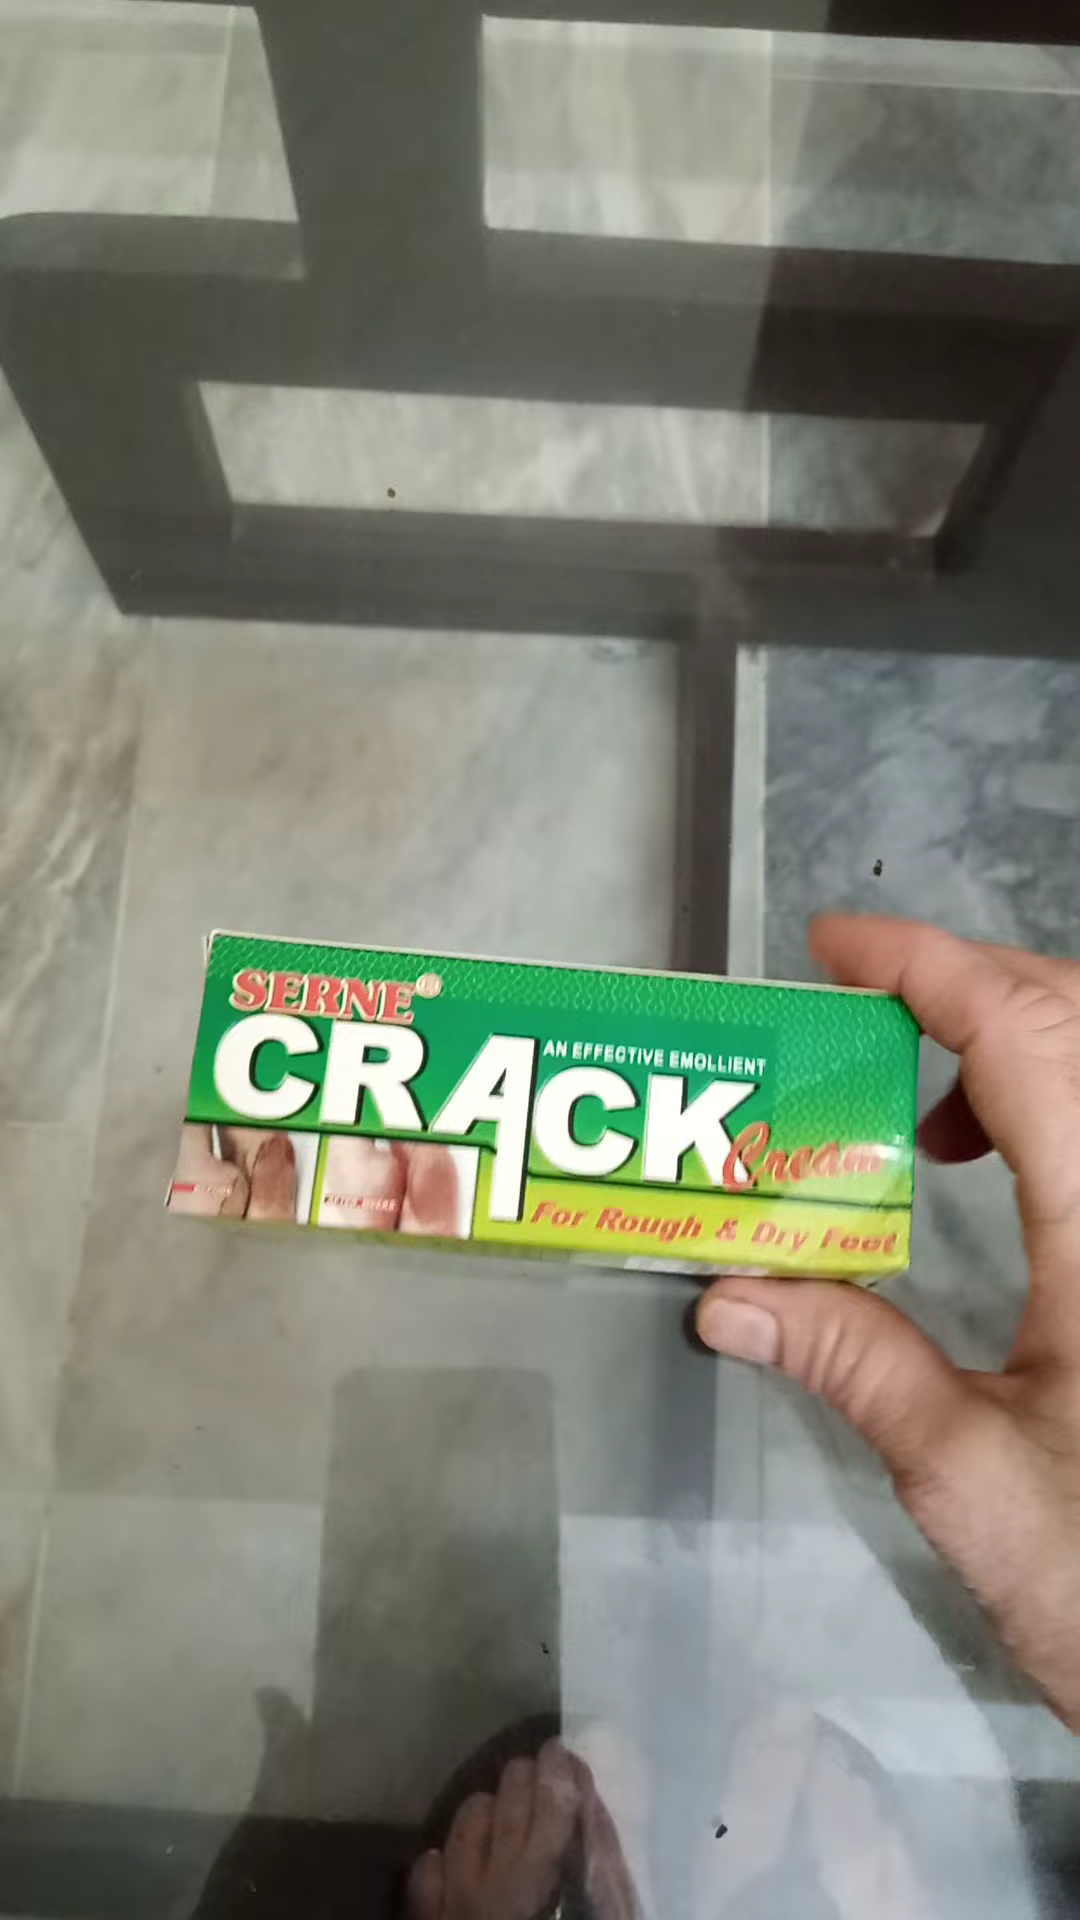 SERNE®
CRACK
AN EFFECTIVE EMOLLIENT
Cream
For Rough & Dry Feet